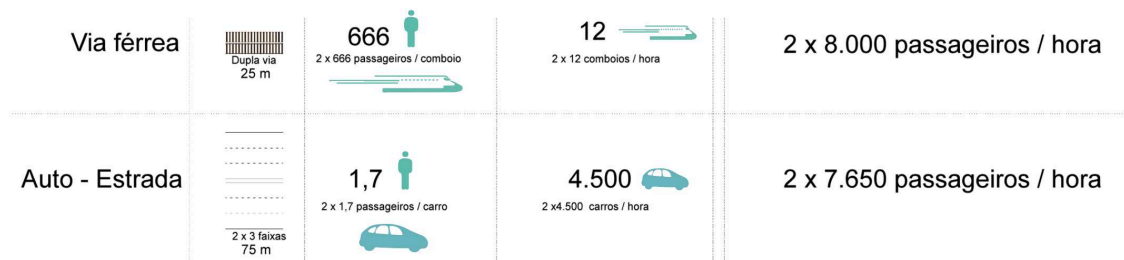 Via férrea
Dupla via
25 m
666
2 x 666 passageiros / comboio
12
2 x 12 comboios / hora
2 x 8.000 passageiros / hora
Auto - Estrada
2 x 3 faixas
75 m
1,7
2 x 1,7 passageiros / carro
4.500
2 x4.500 carros / hora
2 x 7.650 passageiros / hora